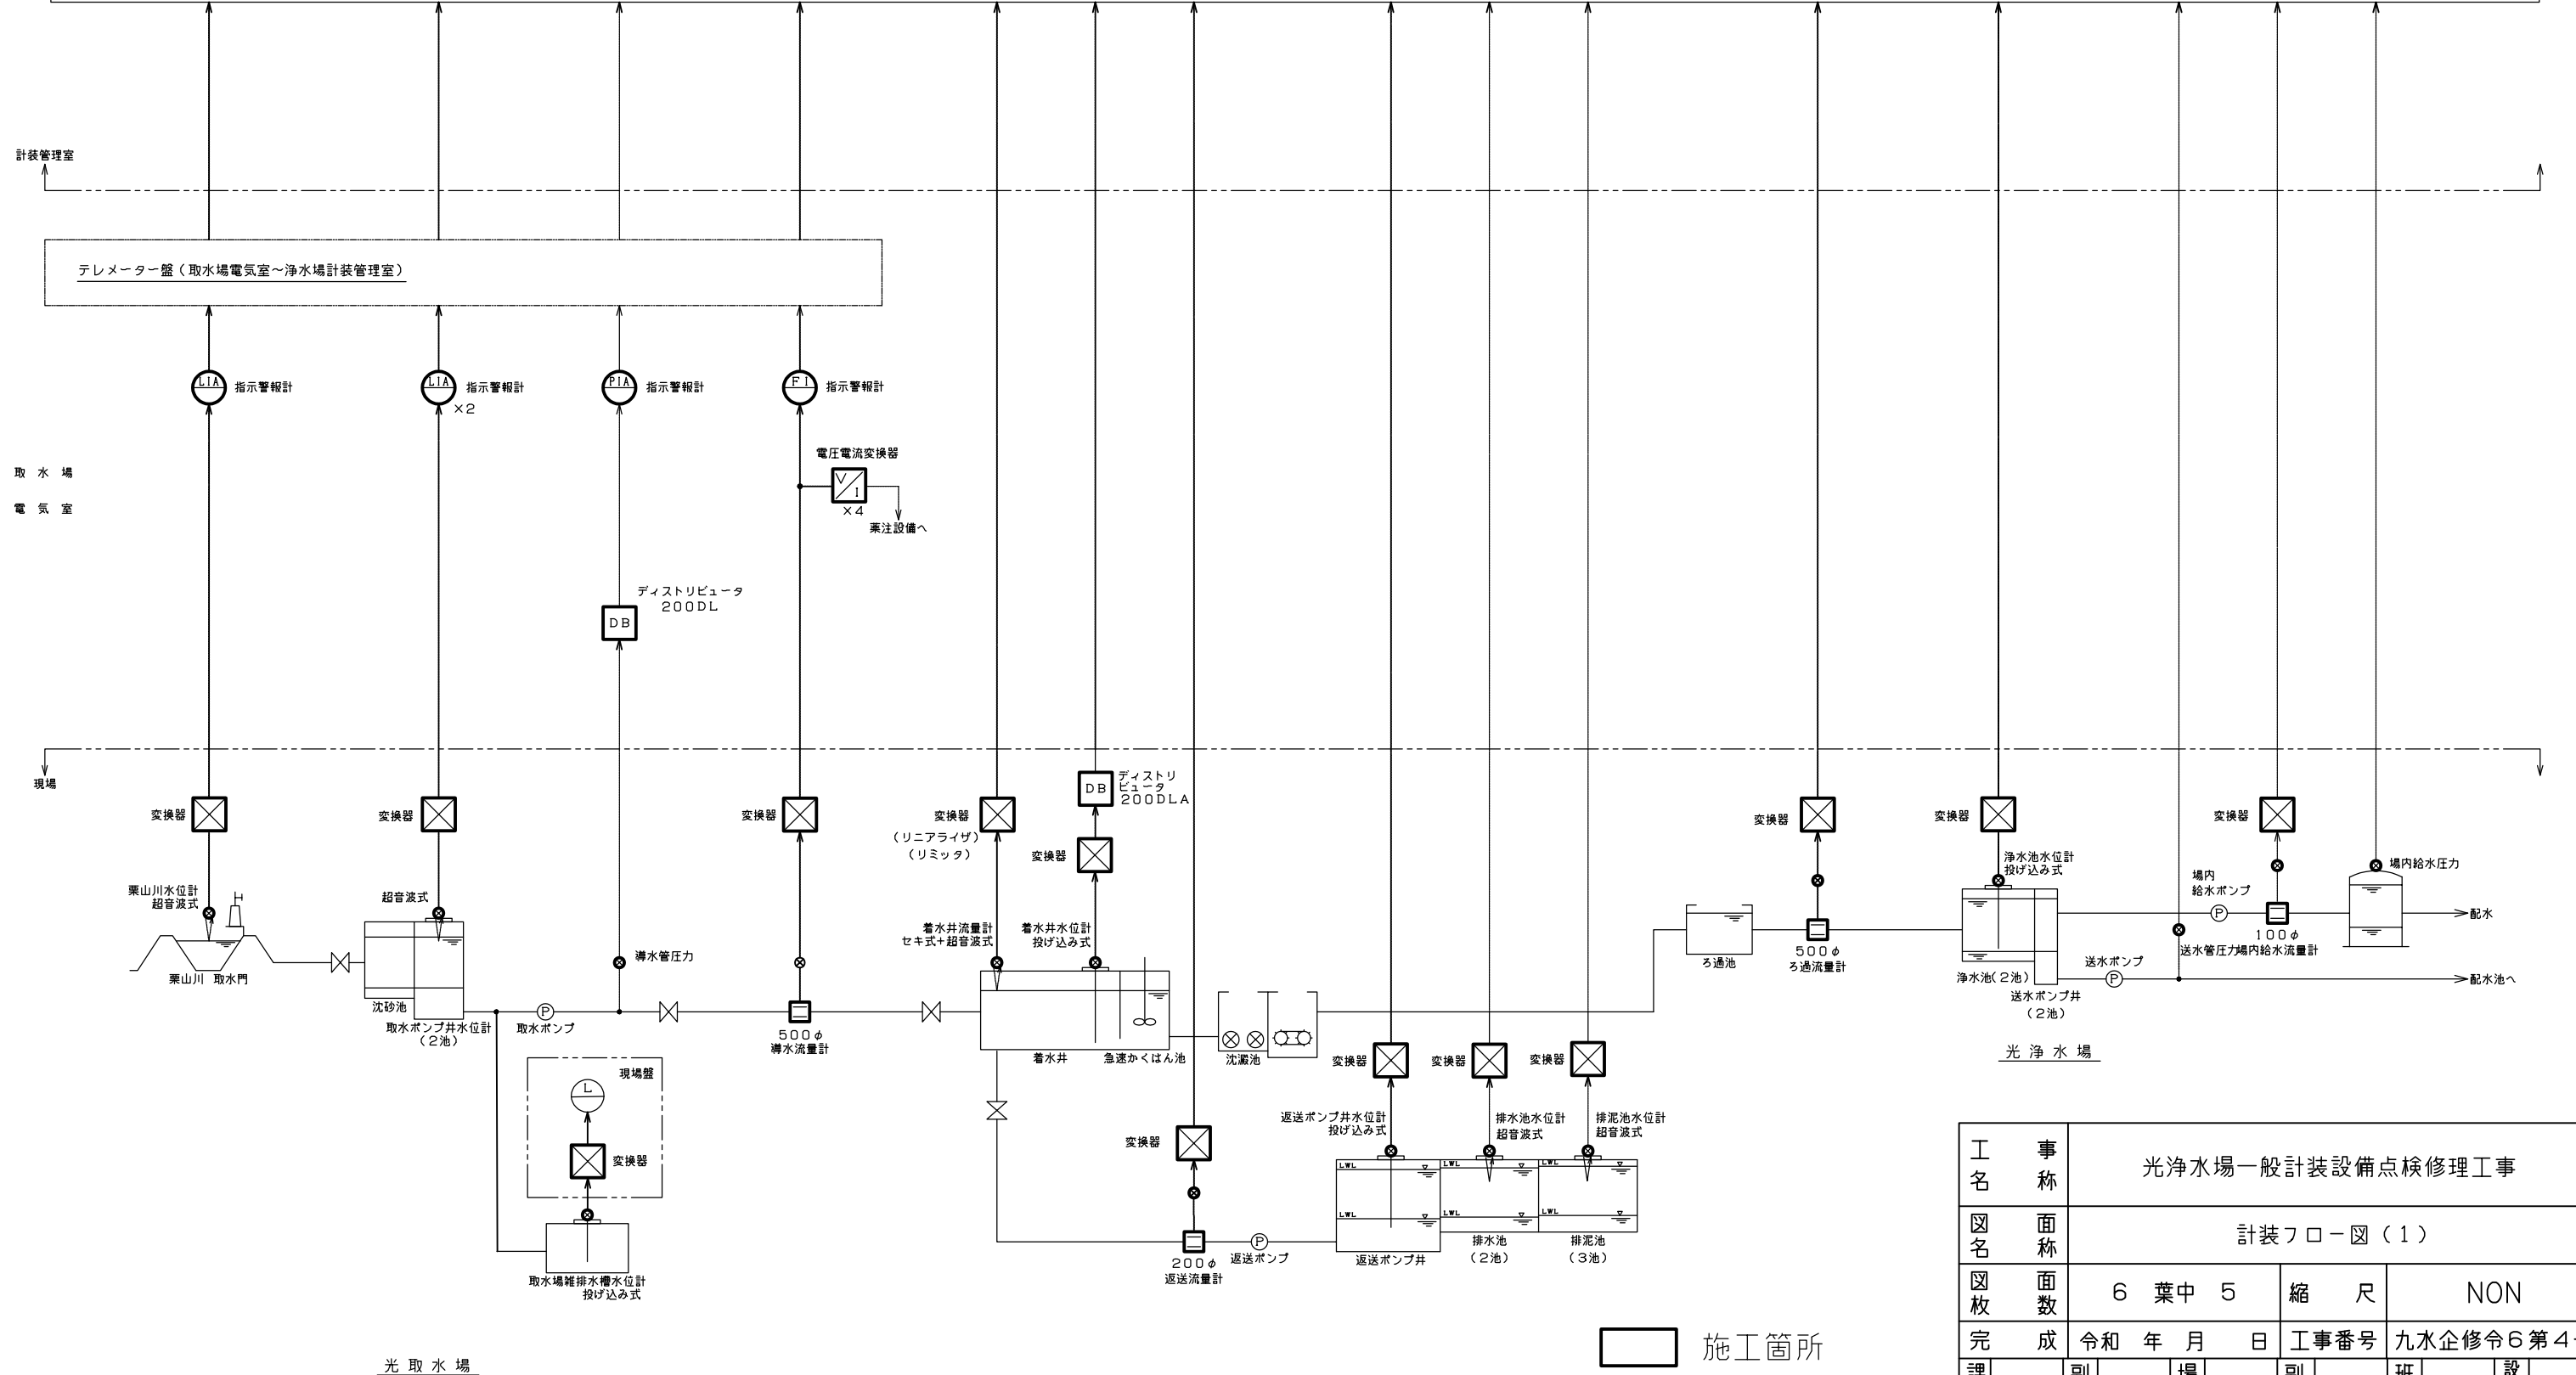 計装管理室
テレメーター盤(取水場電気室～浄水場計装管理室)
LIA
指示警報計
LIA
指示警報計
×2
PIA
指示警報計
FI
指示警報計
取水場
電気室
電圧電流変換器
V
I
×4
薬注設備へ
ディストリビュータ
200DL
DB
現場
変換器
変換器
変換器
変換器
(リニアライザ)
(リミッタ)
DB
ディストリ
ビュータ
200DLA
変換器
変換器
変換器
変換器
栗山川水位計
超音波式
超音波式
着水井流量計
セキ式+超音波式
着水井水位計
投げ込み式
浄水池水位計
投げ込み式
場内
給水ポンプ
P
場内給水圧力
配水
栗山川
取水門
沈砂池
取水ポンプ井水位計
(2池)
P
取水ポンプ
導水管圧力
500φ
導水流量計
着水井
急速かくはん池
沈澱池
ろ過池
500φ
ろ過流量計
浄水池(2池)
送水ポンプ井
(2池)
送水ポンプ
P
送水管圧力
100φ
場内給水流量計
配水池へ
光浄水場
現場盤
L
変換器
取水場雑排水槽水位計
投げ込み式
変換器
200φ
返送流量計
P
返送ポンプ
変換器
変換器
変換器
返送ポンプ井水位計
投げ込み式
排水池水位計
超音波式
排泥池水位計
超音波式
LWL
LWL
LWL
LWL
LWL
LWL
返送ポンプ井
排水池
(2池)
排泥池
(3池)
光取水場
施工箇所
工事名称
光浄水場一般計装設備点検修理工事
図面名称
計装フロー図(1)
図面枚数
6 葉中 5
縮尺
NON
完成
令和 年 月 日
工事番号
九水企修令6第4